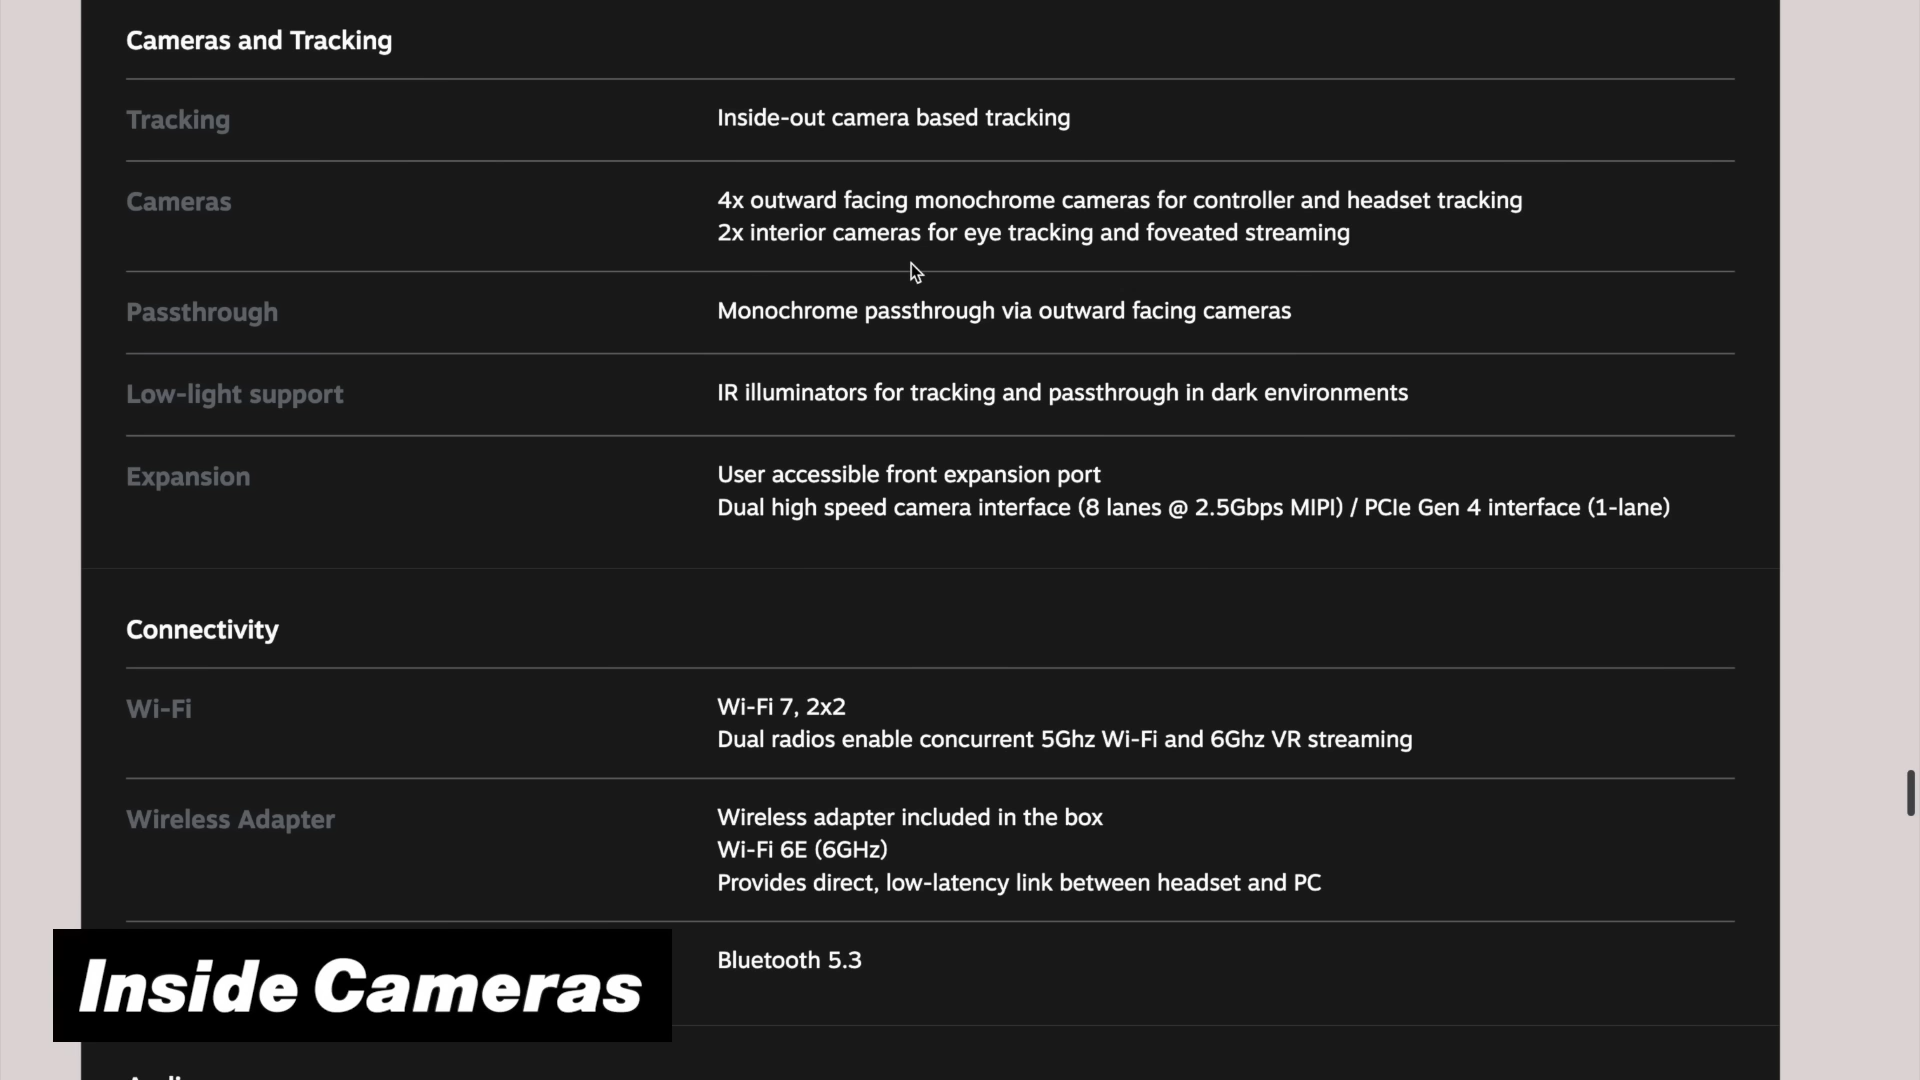 Cameras and Tracking
Tracking
Inside-out camera based tracking
Cameras
4x outward facing monochrome cameras for controller and headset tracking
2x interior cameras for eye tracking and foveated streaming
Passthrough
Monochrome passthrough via outward facing cameras
Low-light support
IR illuminators for tracking and passthrough in dark environments
Expansion
User accessible front expansion port
Dual high speed camera interface (8 lanes @ 2.5Gbps MIPI) / PCIe Gen 4 interface (1-lane)
Connectivity
Wi-Fi
Wi-Fi 7, 2x2
Dual radios enable concurrent 5Ghz Wi-Fi and 6Ghz VR streaming
Wireless Adapter
Wireless adapter included in the box
Wi-Fi 6E (6GHz)
Provides direct, low-latency link between headset and PC
Bluetooth 5.3
Inside Cameras